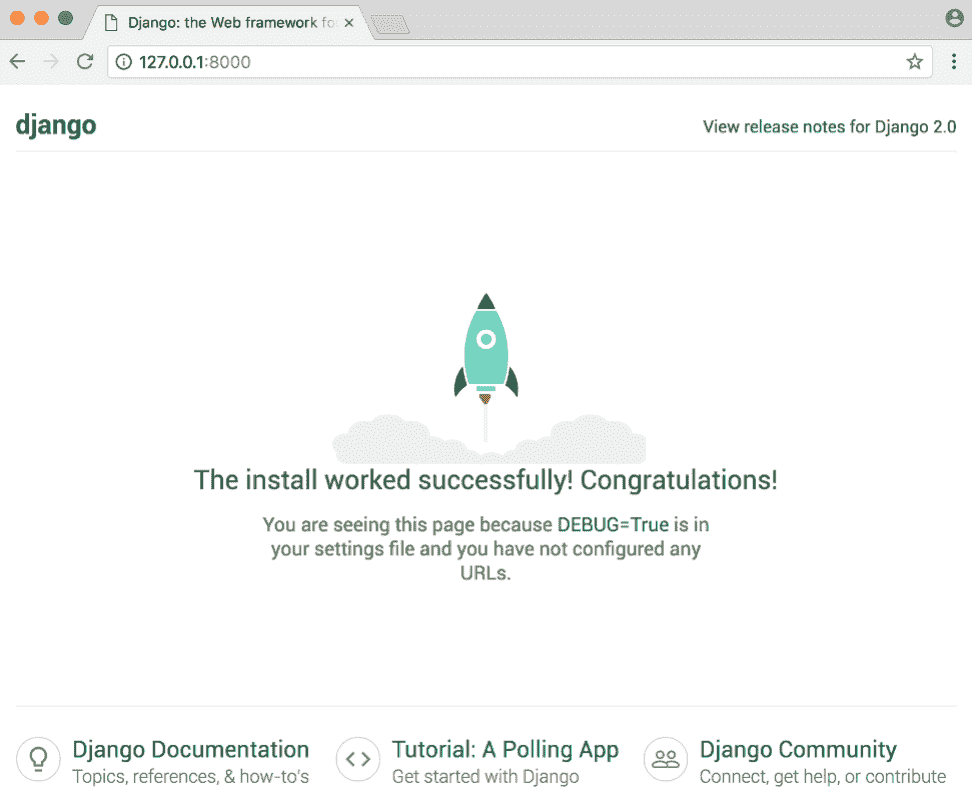 Django: the Web framework fo
127.0.0.1:8000
django
View release notes for Django 2.0
The install worked successfully! Congratulations!
You are seeing this page because DEBUG=True is in
your settings file and you have not configured any
URLs.
Django Documentation
Topics, references, & how-to's
Tutorial: A Polling App
Get started with Django
Django Community
Connect, get help, or contribute